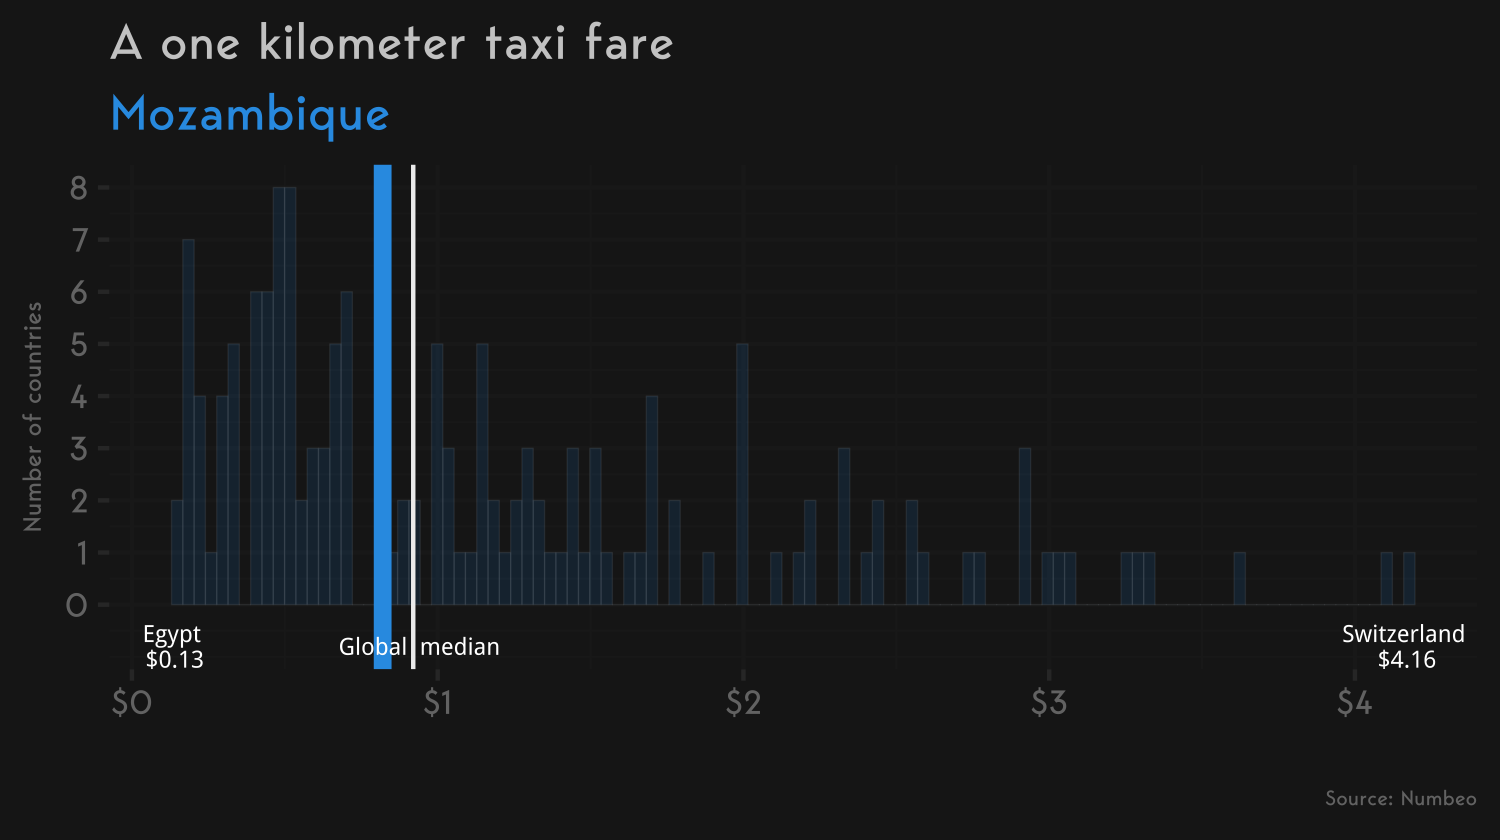 A one kilometer taxi fare
Mozambique
Number of countries
8
7
6
5
4
3
2
1
0
Egypt
$0.13
Global median
Switzerland
$4.16
$0 $1 $2 $3 $4
Source: Numbeo